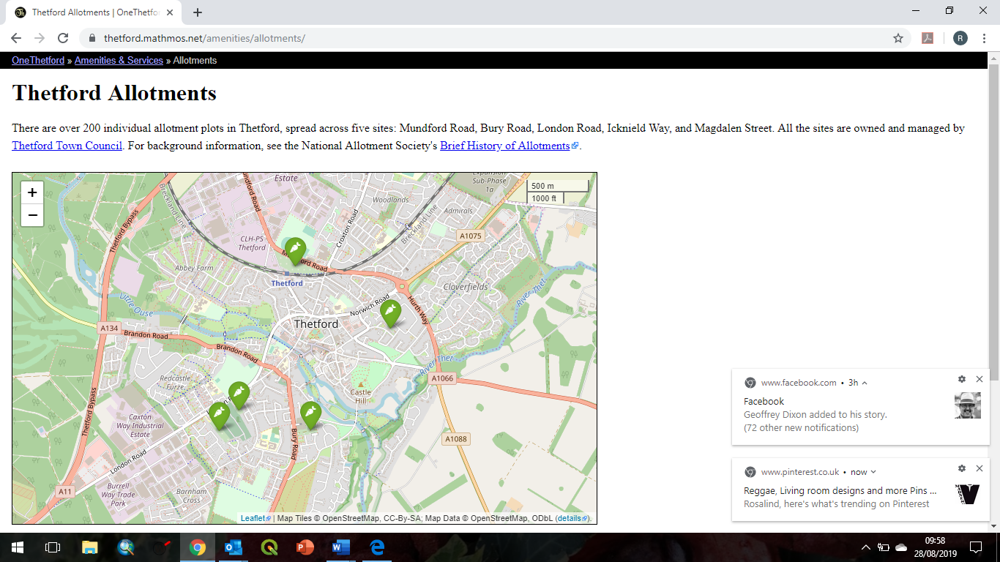 Thetford Allotments | OneThetfo
thetford.mathmos.net/amenities/allotments/
R
OneThetford » Amenities & Services » Allotments
Thetford Allotments
There are over 200 individual allotment plots in Thetford, spread across five sites: Mundford Road, Bury Road, London Road, Icknield Way, and Magdalen Street. All the sites are owned and managed by
Thetford Town Council. For background information, see the National Allotment Society's Brief History of Allotments.
+
−
500 m
1000 ft
Estate
Sub-Phase
1a
Breckland Line
Woodlands
Admirals
Breckland Line
Croxton Road
Thetford Bypass
CLH-PS
Thetford
A1075
Road
Abbey Farm
Thetford
Cloverfields
River Thet
Little Ouse
Norwich Road
Hurth Way
Thetford
A134
Brandon Road
Brandon Road
River Thet
Redcastle
Furze
A1066
Castle
Hill
Thetford Bypass
Caxton
Way Industrial
Estate
Bury Road
A1088
London Road
A11
Burrell
Way Trade
Park
Barnham
Cross
Leaflet | Map Tiles © OpenStreetMap, CC-By-SA; Map Data © OpenStreetMap, ODbL (details).
www.facebook.com • 3h
Facebook
Geoffrey Dixon added to his story.
(72 other new notifications)
www.pinterest.co.uk • now
Reggae, Living room designs and more Pins ...
Rosalind, here's what's trending on Pinterest
09:58
28/08/2019